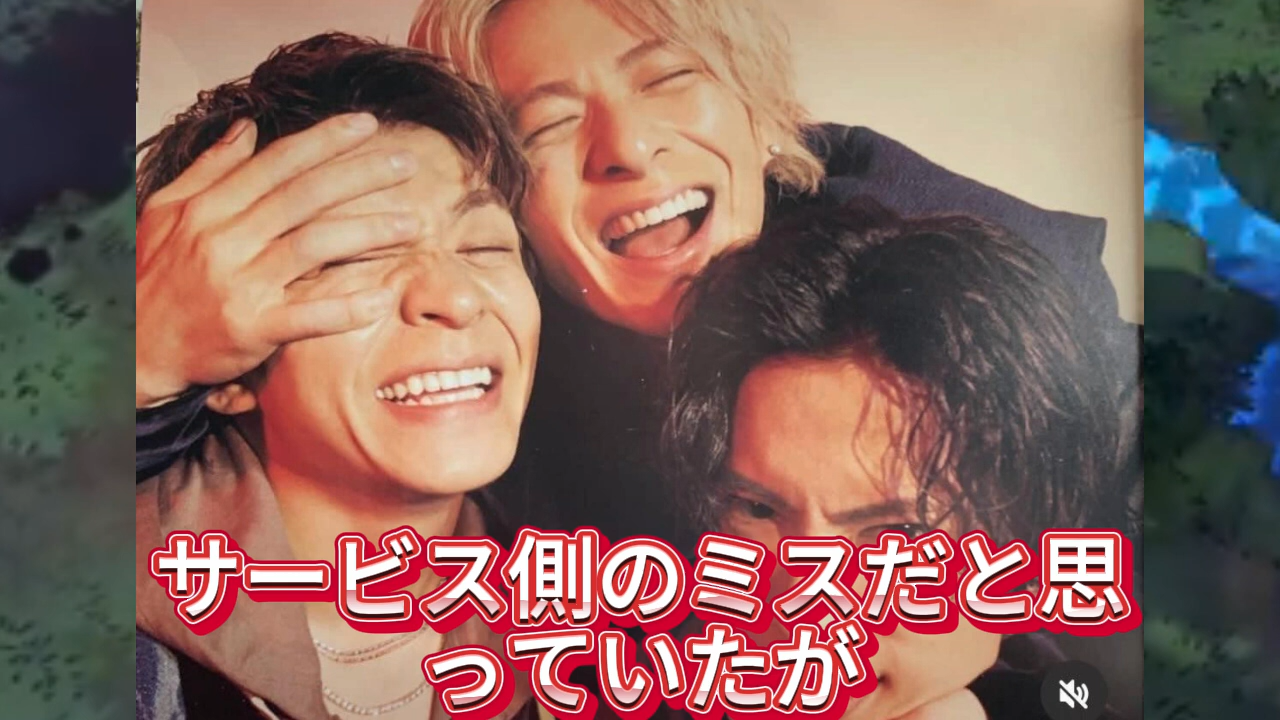 サービス側のミスだと思
っていたが